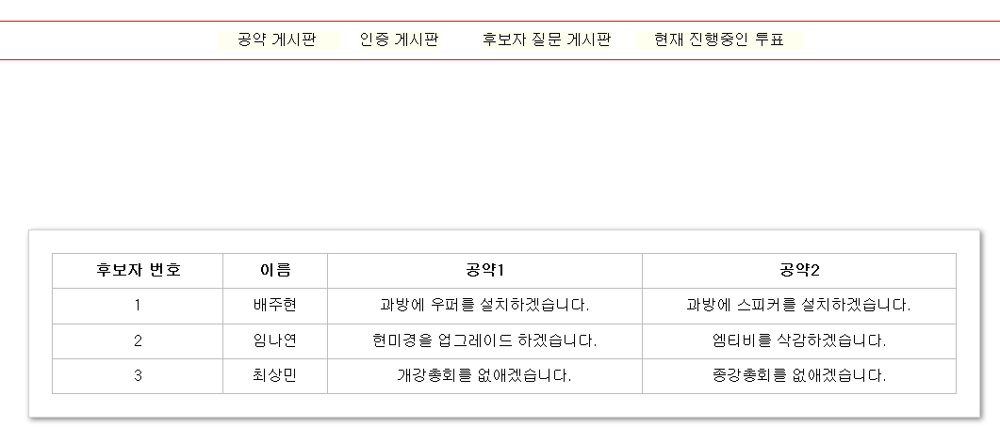 공약 게시판 인증 게시판 후보자 질문 게시판 현재 진행중인 투표
후보자 번호 이름 공약1 공약2
1 배주현 과방에 우퍼를 설치하겠습니다. 과방에 스피커를 설치하겠습니다.
2 임나연 현미경을 업그레이드 하겠습니다. 엠티비를 삭감하겠습니다.
3 최상민 개강총회를 없애겠습니다. 종강총회를 없애겠습니다.